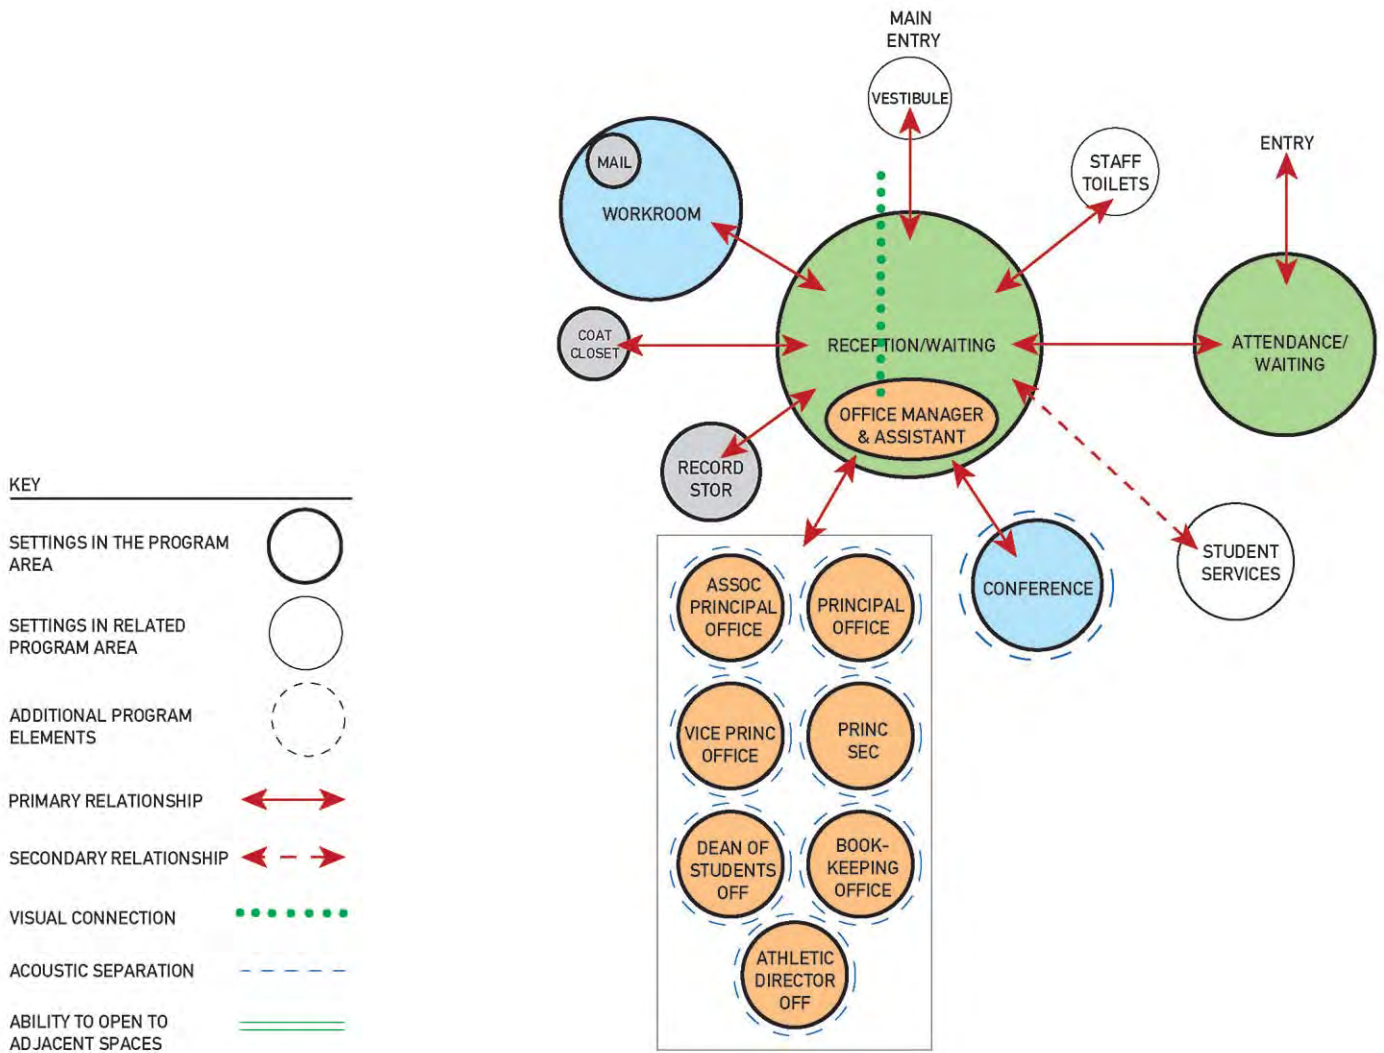 MAIN
ENTRY
VESTIBULE
STAFF
TOILETS
ENTRY
MAIL
WORKROOM
COAT
CLOSET
RECEPTION/WAITING
ATTENDANCE/
WAITING
OFFICE MANAGER
& ASSISTANT
RECORD
STOR
CONFERENCE
STUDENT
SERVICES
ASSOC
PRINCIPAL
OFFICE
PRINCIPAL
OFFICE
VICE PRINC
OFFICE
PRINC
SEC
DEAN OF
STUDENTS
OFF
BOOK-
KEEPING
OFFICE
ATHLETIC
DIRECTOR
OFF
KEY
SETTINGS IN THE PROGRAM
AREA
SETTINGS IN RELATED
PROGRAM AREA
ADDITIONAL PROGRAM
ELEMENTS
PRIMARY RELATIONSHIP
SECONDARY RELATIONSHIP
VISUAL CONNECTION
ACOUSTIC SEPARATION
ABILITY TO OPEN TO
ADJACENT SPACES